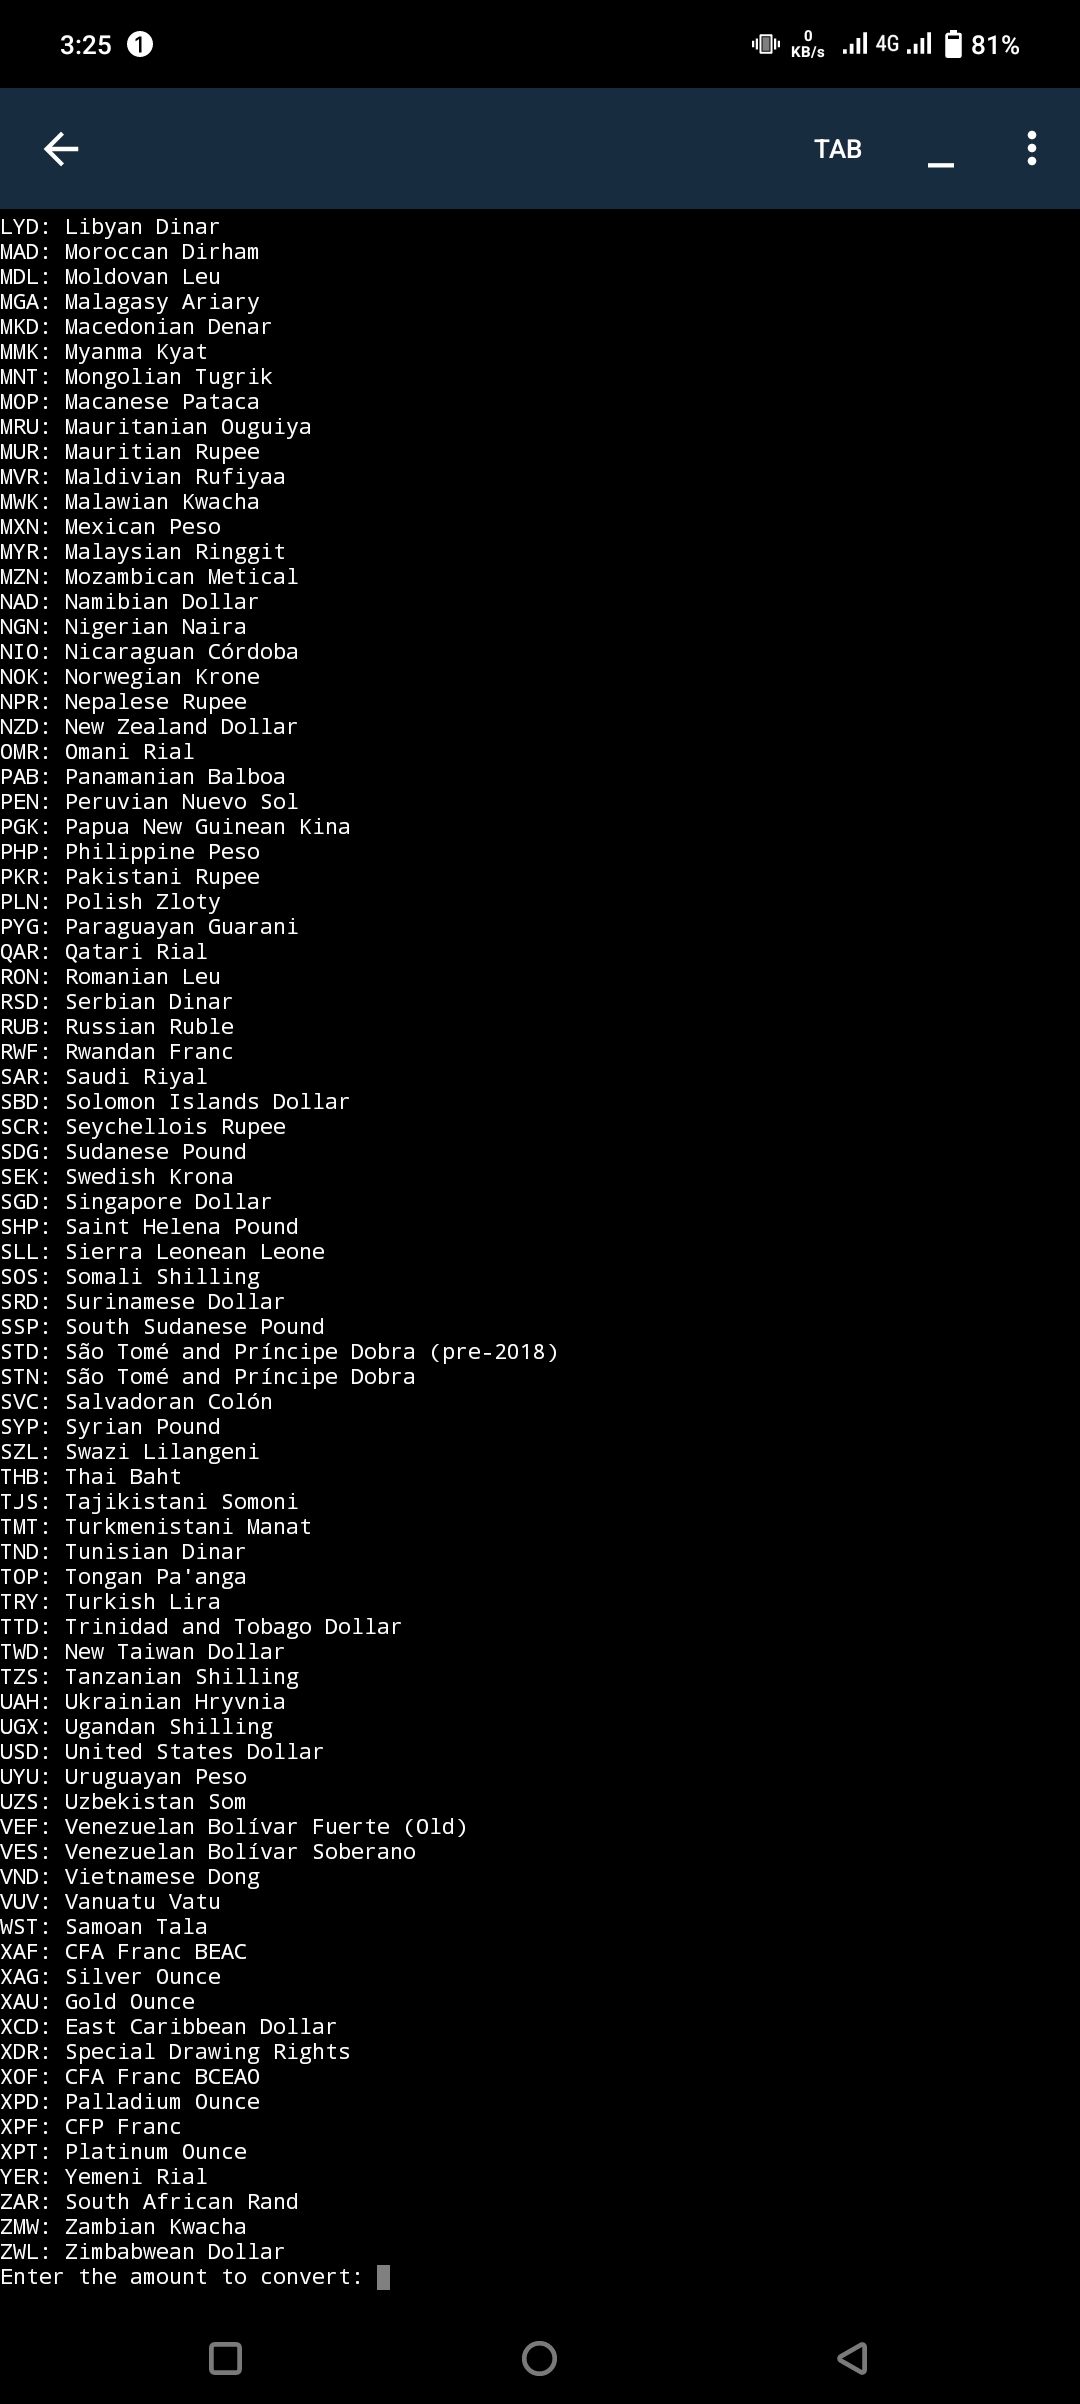 3:25 1 0 KB/s 4G 81%
TAB
LYD: Libyan Dinar
MAD: Moroccan Dirham
MDL: Moldovan Leu
MGA: Malagasy Ariary
MKD: Macedonian Denar
MMK: Myanma Kyat
MNT: Mongolian Tugrik
MOP: Macanese Pataca
MRU: Mauritanian Ouguiya
MUR: Mauritian Rupee
MVR: Maldivian Rufiyaa
MWK: Malawian Kwacha
MXN: Mexican Peso
MYR: Malaysian Ringgit
MZN: Mozambican Metical
NAD: Namibian Dollar
NGN: Nigerian Naira
NIO: Nicaraguan Córdoba
NOK: Norwegian Krone
NPR: Nepalese Rupee
NZD: New Zealand Dollar
OMR: Omani Rial
PAB: Panamanian Balboa
PEN: Peruvian Nuevo Sol
PGK: Papua New Guinean Kina
PHP: Philippine Peso
PKR: Pakistani Rupee
PLN: Polish Zloty
PYG: Paraguayan Guarani
QAR: Qatari Rial
RON: Romanian Leu
RSD: Serbian Dinar
RUB: Russian Ruble
RWF: Rwandan Franc
SAR: Saudi Riyal
SBD: Solomon Islands Dollar
SCR: Seychellois Rupee
SDG: Sudanese Pound
SEK: Swedish Krona
SGD: Singapore Dollar
SHP: Saint Helena Pound
SLL: Sierra Leonean Leone
SOS: Somali Shilling
SRD: Surinamese Dollar
SSP: South Sudanese Pound
STD: São Tomé and Príncipe Dobra (pre-2018)
STN: São Tomé and Príncipe Dobra
SVC: Salvadoran Colón
SYP: Syrian Pound
SZL: Swazi Lilangeni
THB: Thai Baht
TJS: Tajikistani Somoni
TMT: Turkmenistani Manat
TND: Tunisian Dinar
TOP: Tongan Pa'anga
TRY: Turkish Lira
TTD: Trinidad and Tobago Dollar
TWD: New Taiwan Dollar
TZS: Tanzanian Shilling
UAH: Ukrainian Hryvnia
UGX: Ugandan Shilling
USD: United States Dollar
UYU: Uruguayan Peso
UZS: Uzbekistan Som
VEF: Venezuelan Bolívar Fuerte (Old)
VES: Venezuelan Bolívar Soberano
VND: Vietnamese Dong
VUV: Vanuatu Vatu
WST: Samoan Tala
XAF: CFA Franc BEAC
XAG: Silver Ounce
XAU: Gold Ounce
XCD: East Caribbean Dollar
XDR: Special Drawing Rights
XOF: CFA Franc BCEAO
XPD: Palladium Ounce
XPF: CFP Franc
XPT: Platinum Ounce
YER: Yemeni Rial
ZAR: South African Rand
ZMW: Zambian Kwacha
ZWL: Zimbabwean Dollar
Enter the amount to convert: